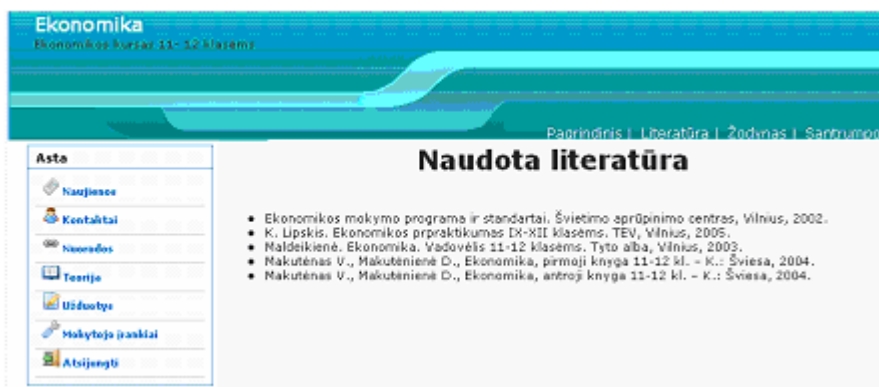 Ekonomika
Ekonomikos kursas 11-12 klasėms
Pagrindinis | Literatūra | Žodynas | Santrumpo
Asta
Naudota literatūra
Naujienos
Kontaktai
Nuorodos
Teorija
Užduotys
Mokytojo įrankiai
Atsijungti
• Ekonomikos mokymo programa ir standartai. Švietimo aprūpinimo centras, Vilnius, 2002.
• K. Lipskis. Ekonomikos prpraktikumas IX-XII klasėms. TEV, Vilnius, 2005.
• Maldeikienė. Ekonomika. Vadovėlis 11-12 klasėms. Tyto alba, Vilnius, 2003.
• Makutėnas V., Makutėnienė D., Ekonomika, pirmoji knyga 11-12 kl. – K.: Šviesa, 2004.
• Makutėnas V., Makutėnienė D., Ekonomika, antroji knyga 11-12 kl. – K.: Šviesa, 2004.